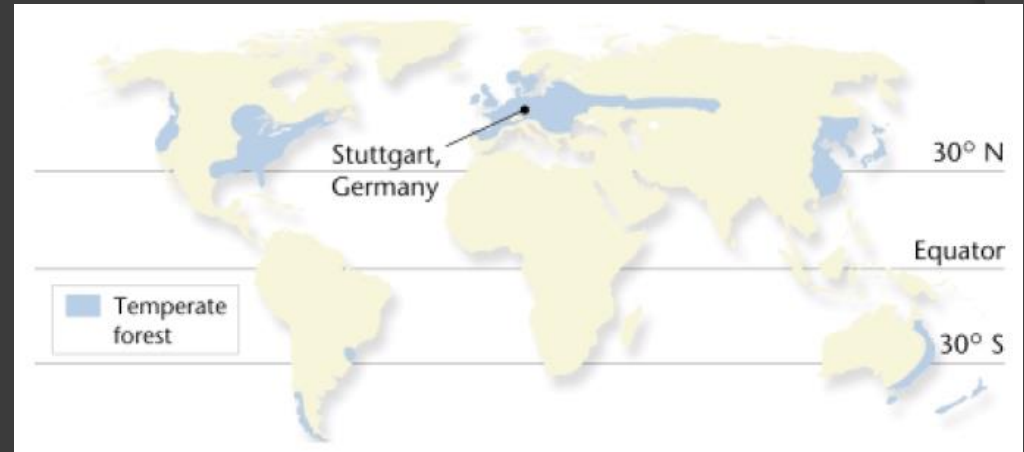 Stuttgart,
Germany
30° N
Equator
Temperate
forest
30° S